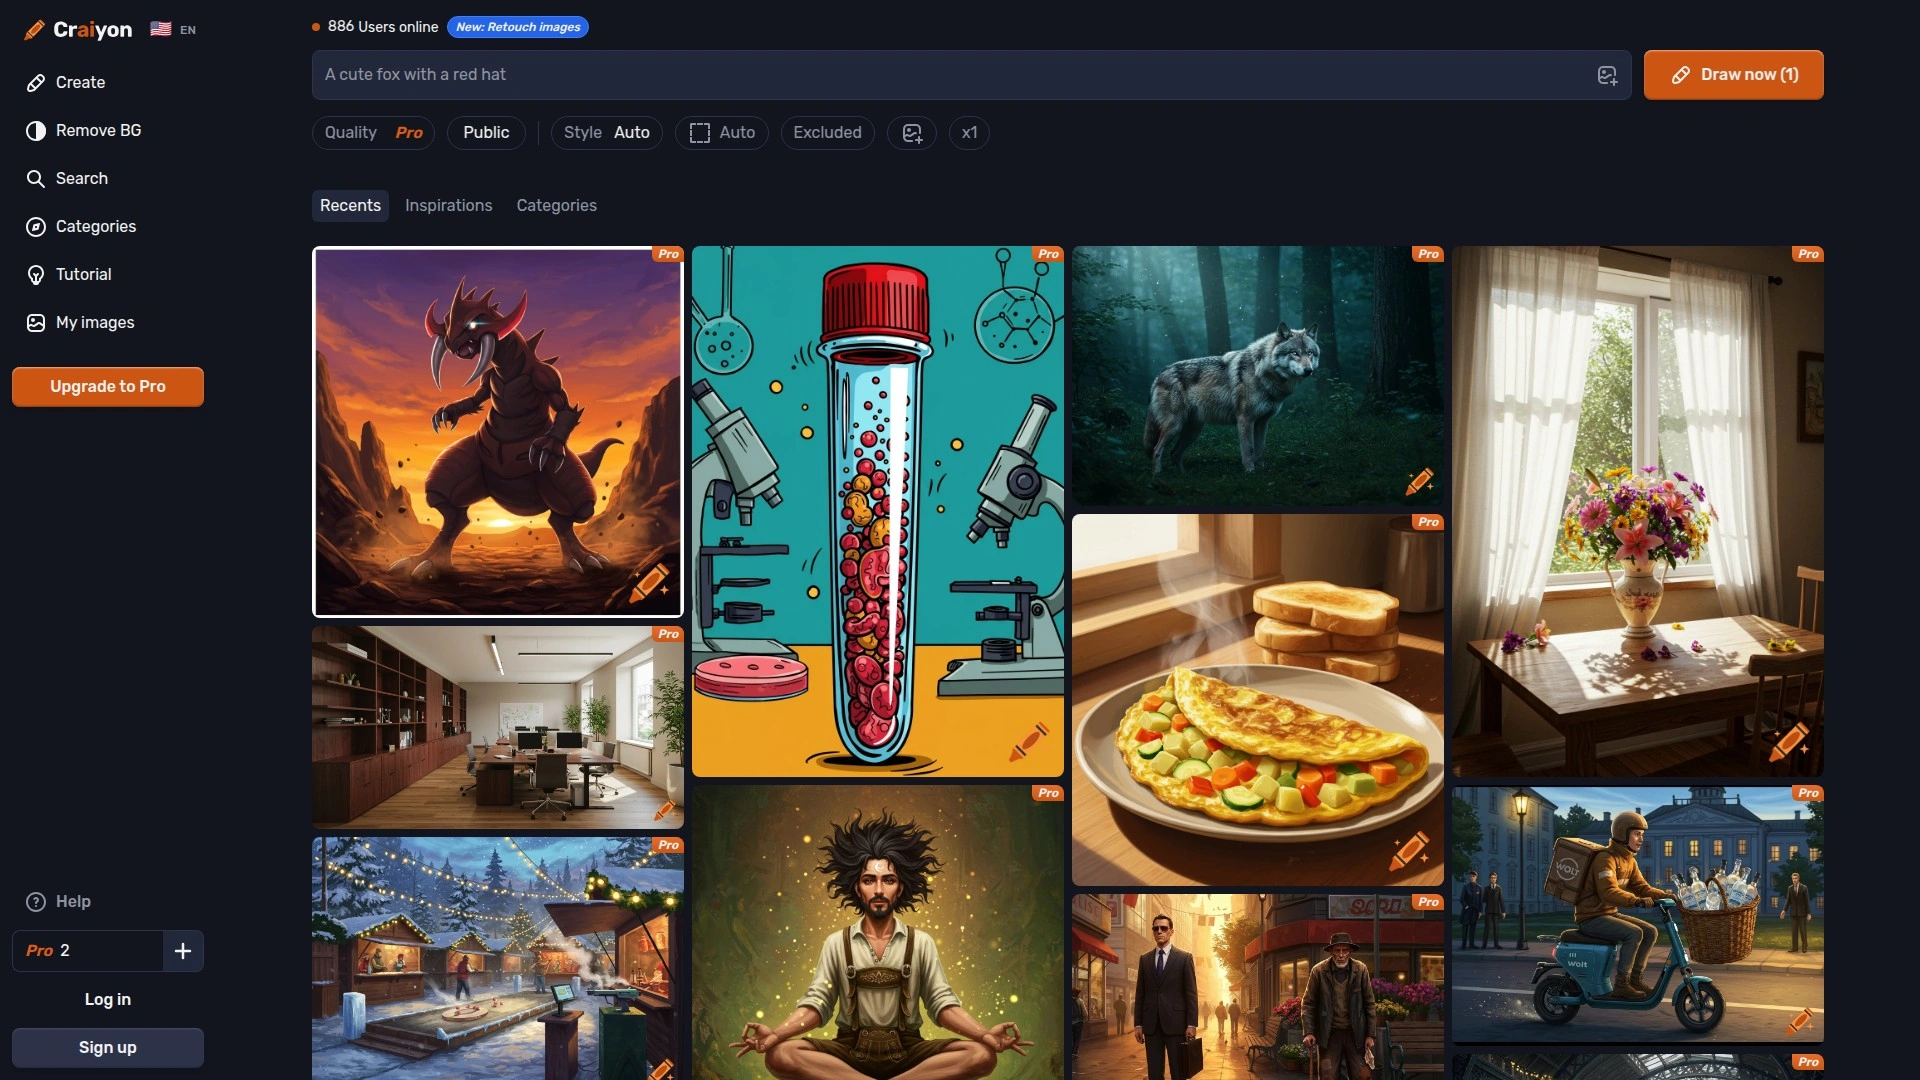 Craiyon
EN
Create
Remove BG
Search
Categories
Tutorial
My images
Upgrade to Pro
Help
Pro 2
Log in
Sign up
886 Users online
New: Retouch images
A cute fox with a red hat
Draw now (1)
Quality Pro
Public
Style Auto
Auto
Excluded
x1
Recents
Inspirations
Categories
Pro
Pro
Pro
Pro
Pro
Pro
Pro
Pro
Pro
Pro
WOLT
Wolt
Pro